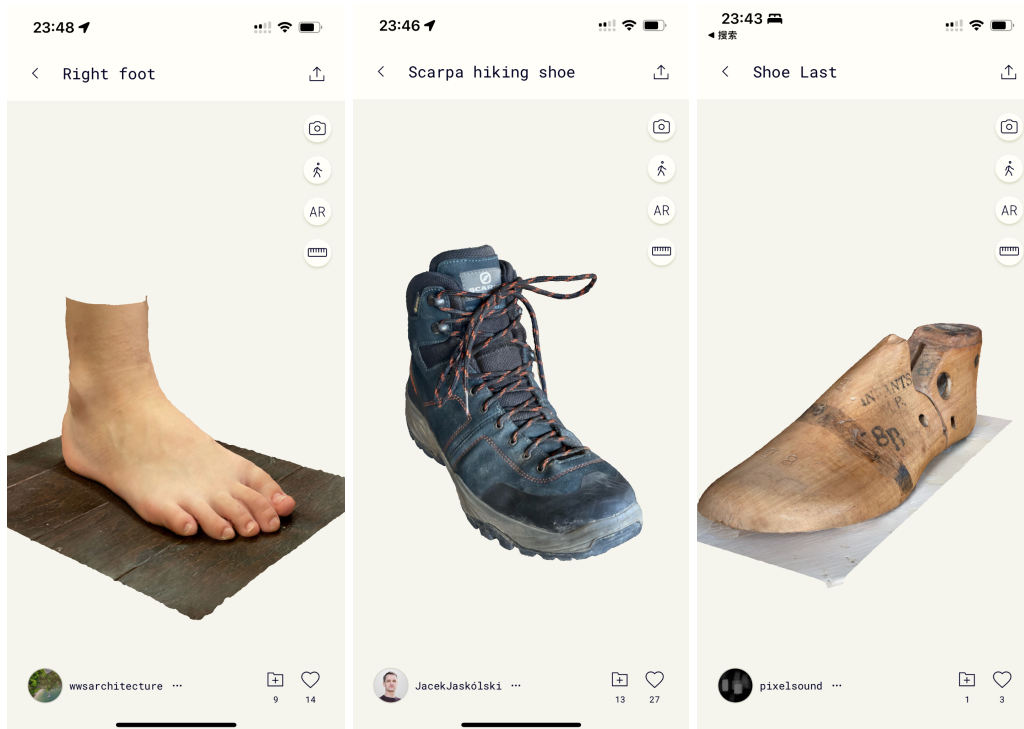 23:48
Right foot
AR
wwsarchitecture ...
9
14
23:46
Scarpa hiking shoe
AR
JacekJaskólski ...
13
27
23:43
◀ 搜索
Shoe Last
AR
8B
pixelsound ...
1
3